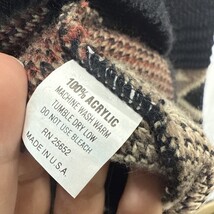 100% ACRYLIC
MACHINE WASH WARM
TUMBLE DRY LOW
DO NOT USE BLEACH
RN 25652
MADE IN U.S.A.